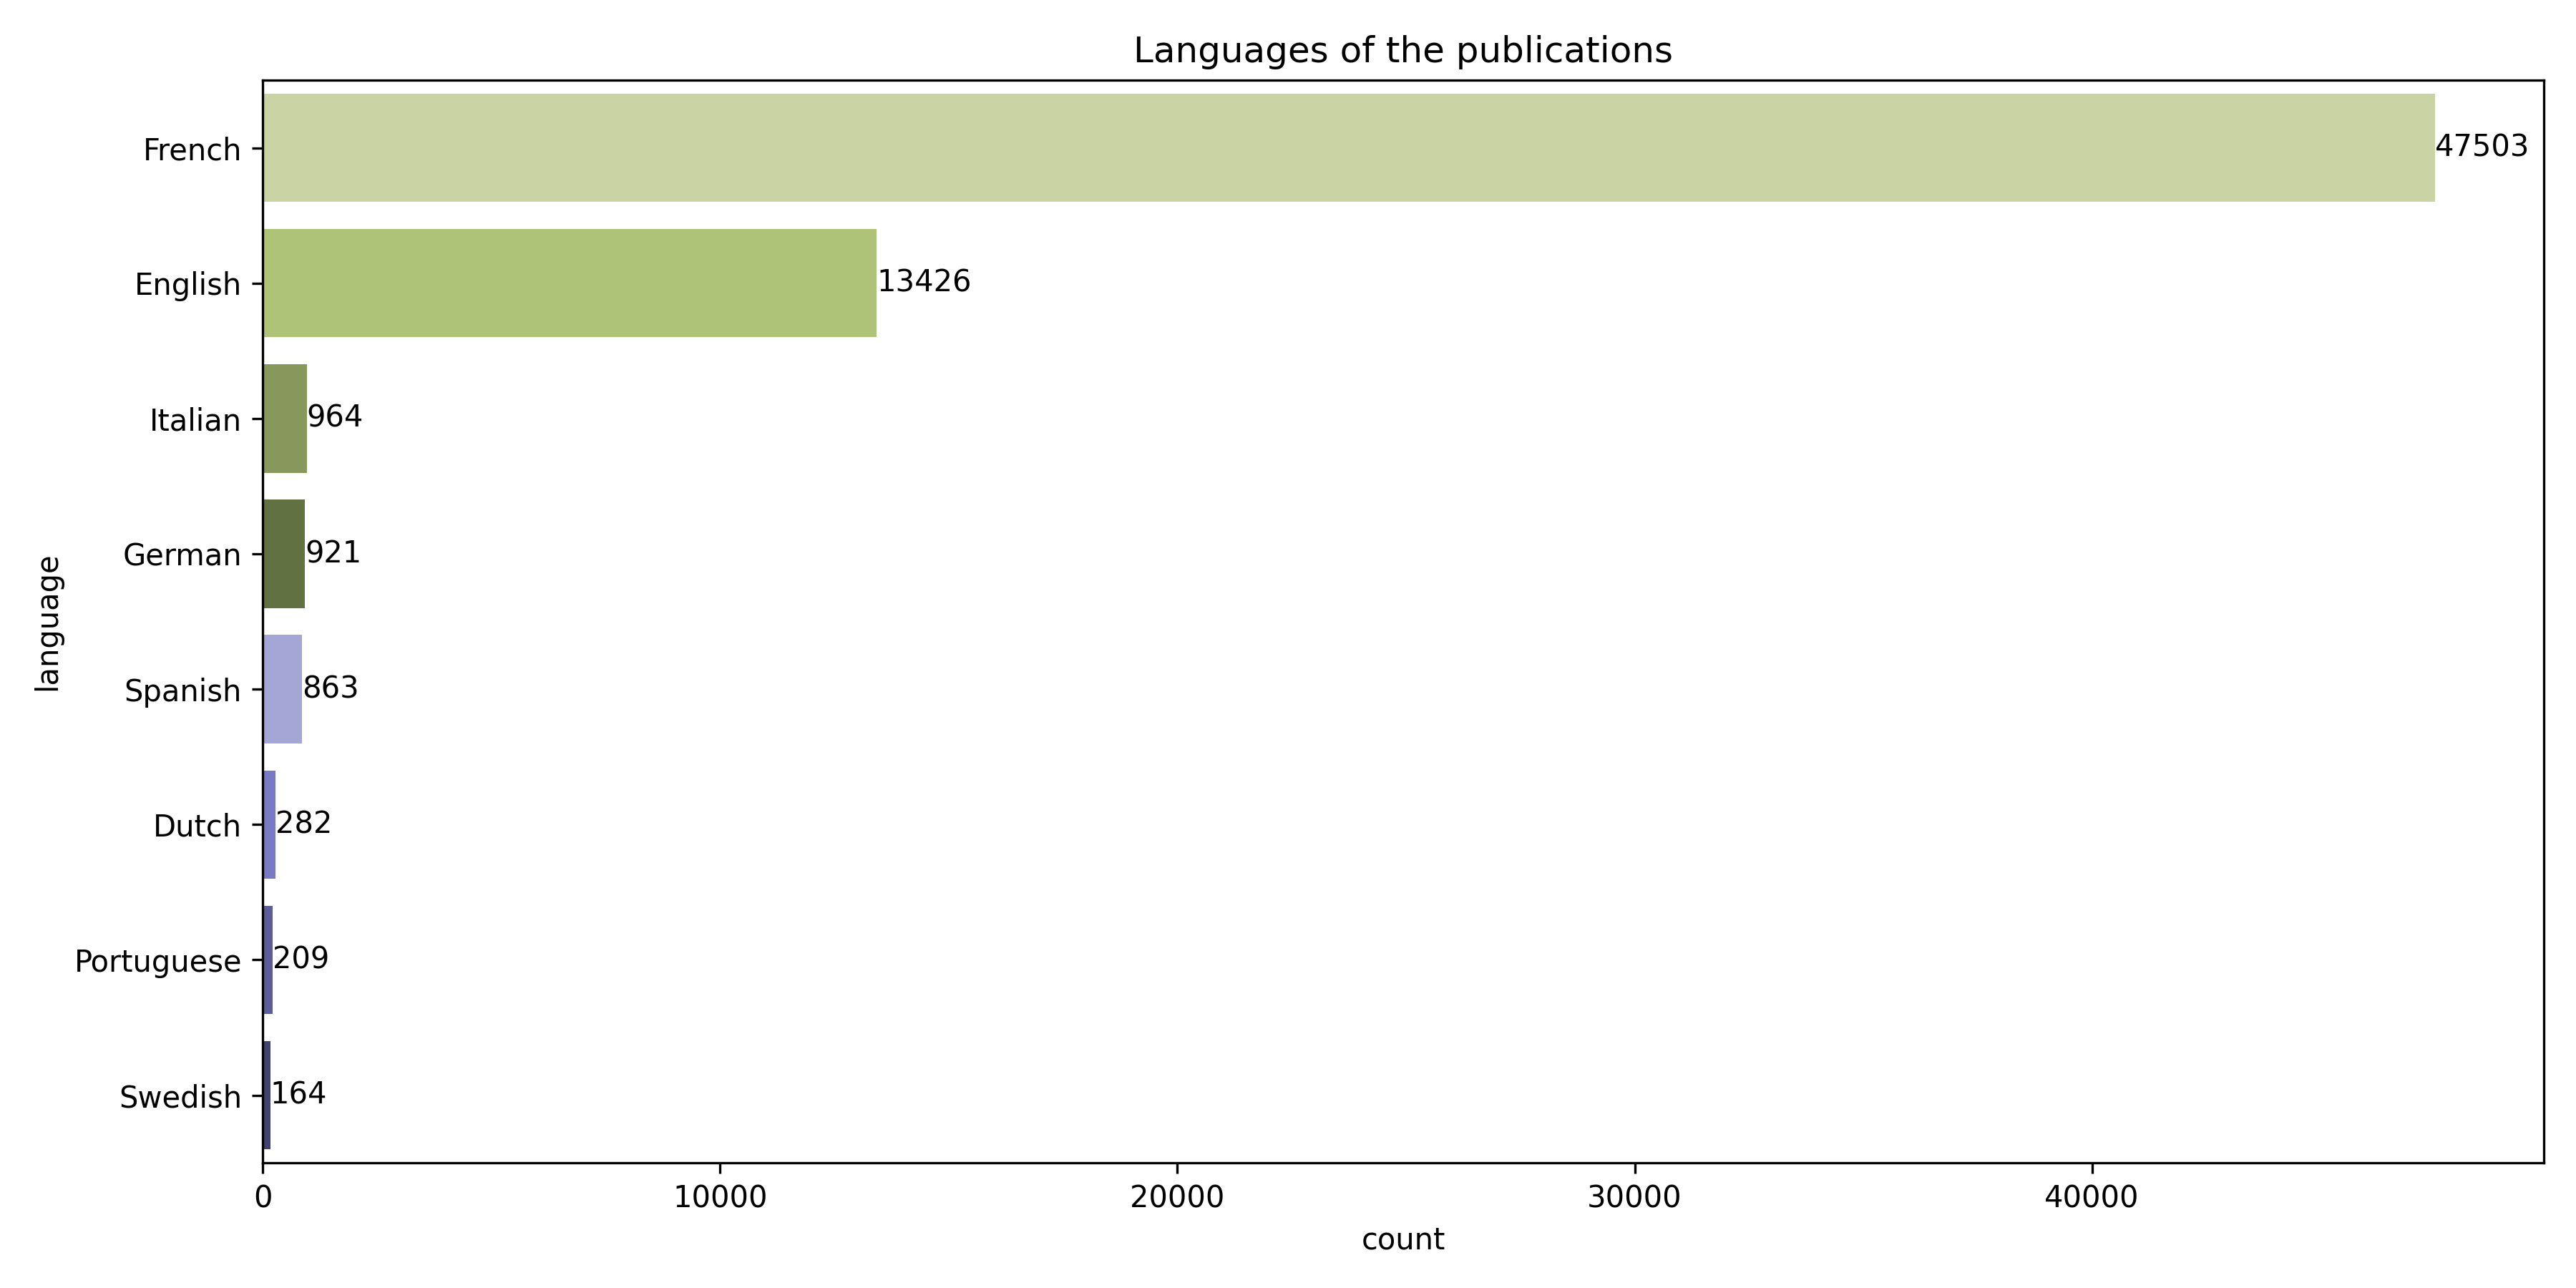 Languages of the publications
French
47503
English
13426
Italian
964
German
921
Spanish
863
Dutch
282
Portuguese
209
Swedish
164
language
0 10000 20000 30000 40000
count